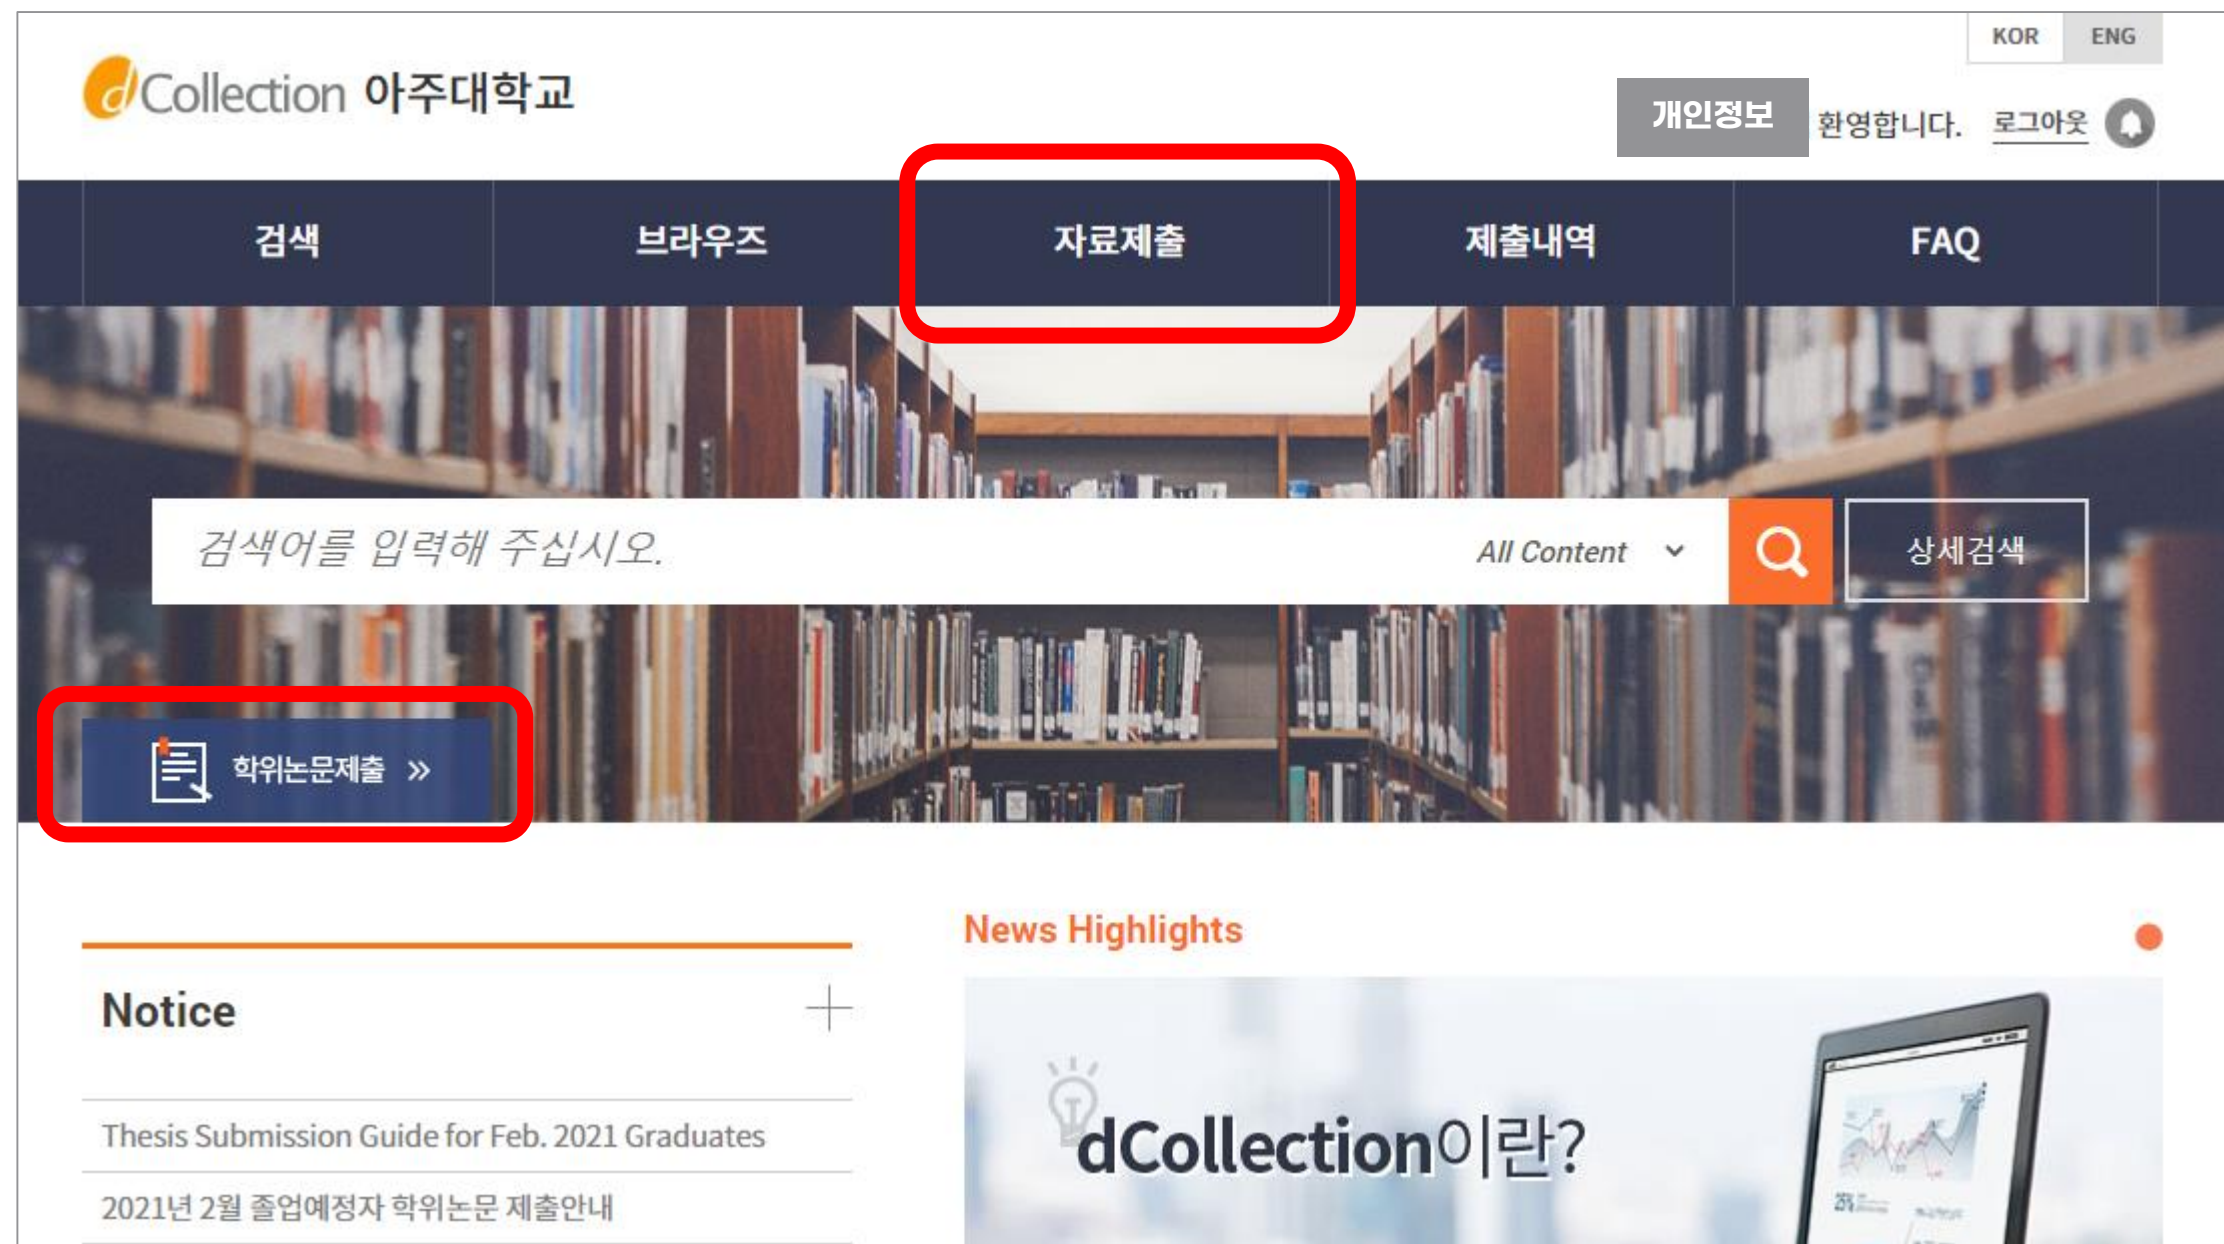 KOR ENG
dCollection 아주대학교
개인정보 환영합니다. 로그아웃
검색 브라우즈 자료제출 제출내역 FAQ
검색어를 입력해 주십시오. All Content 상세검색
학위논문제출 »
News Highlights
Notice
dCollection이란?
Thesis Submission Guide for Feb. 2021 Graduates
2021년 2월 졸업예정자 학위논문 제출안내
25%